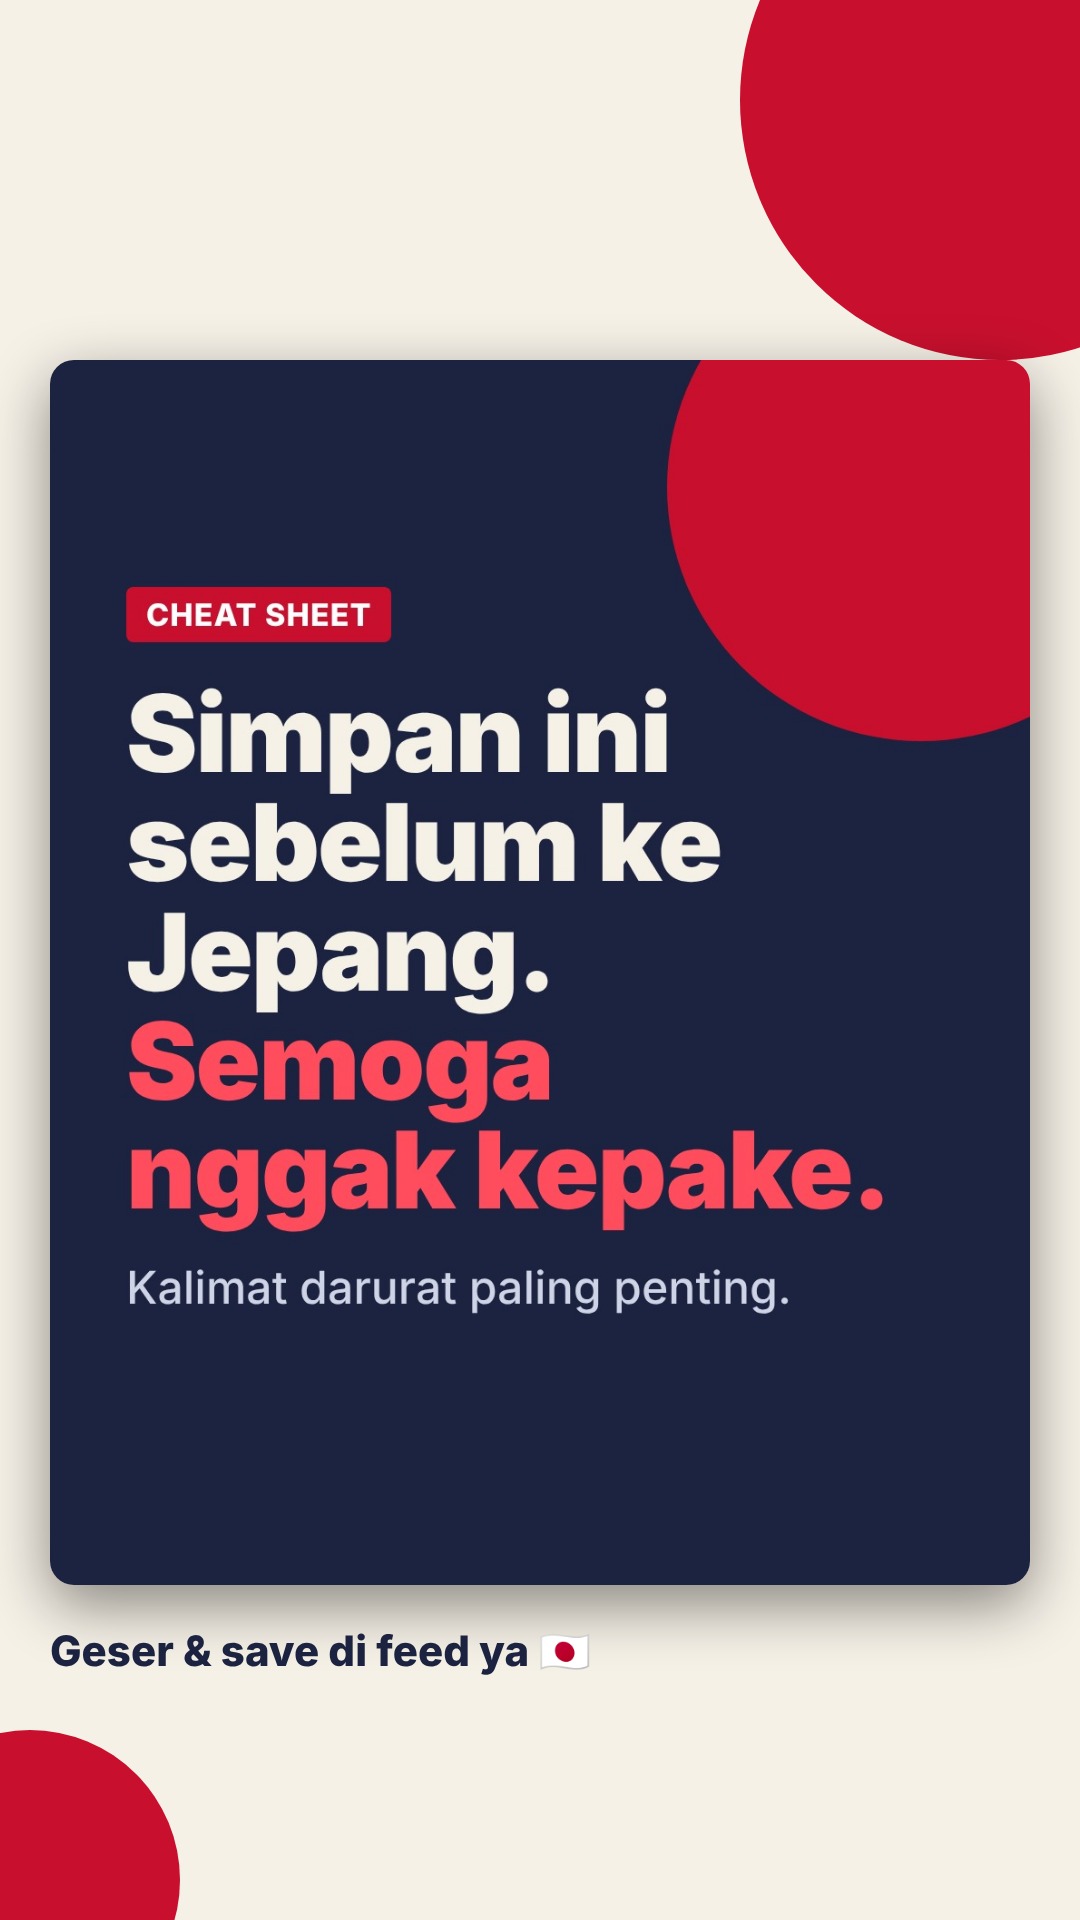 CHEAT SHEET
Simpan ini
sebelum ke
Jepang.
Semoga
nggak kepake.
Kalimat darurat paling penting.
Geser & save di feed ya 🇯🇵